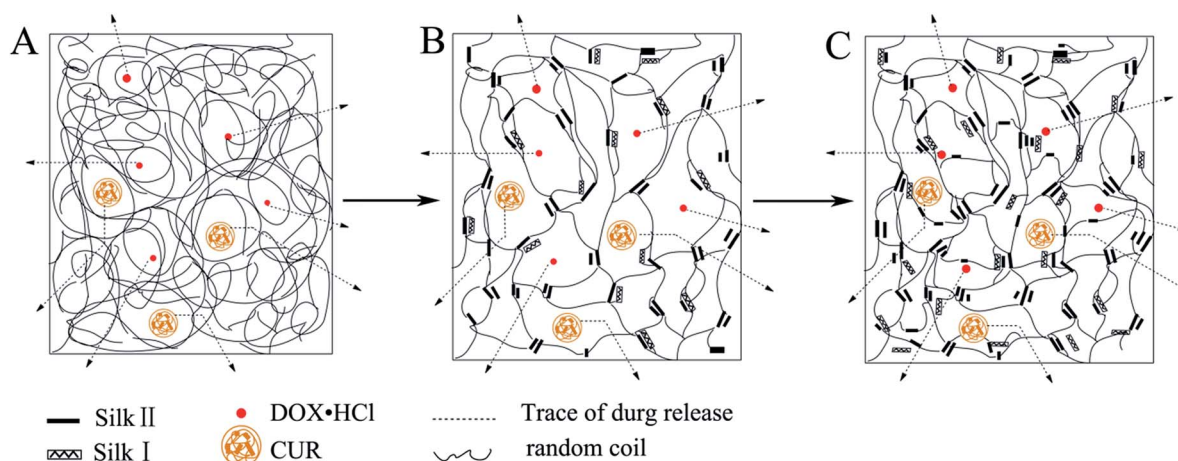 A
B
C
Silk Ⅱ
DOX•HCl
Trace of durg release
Silk Ⅰ
CUR
random coil